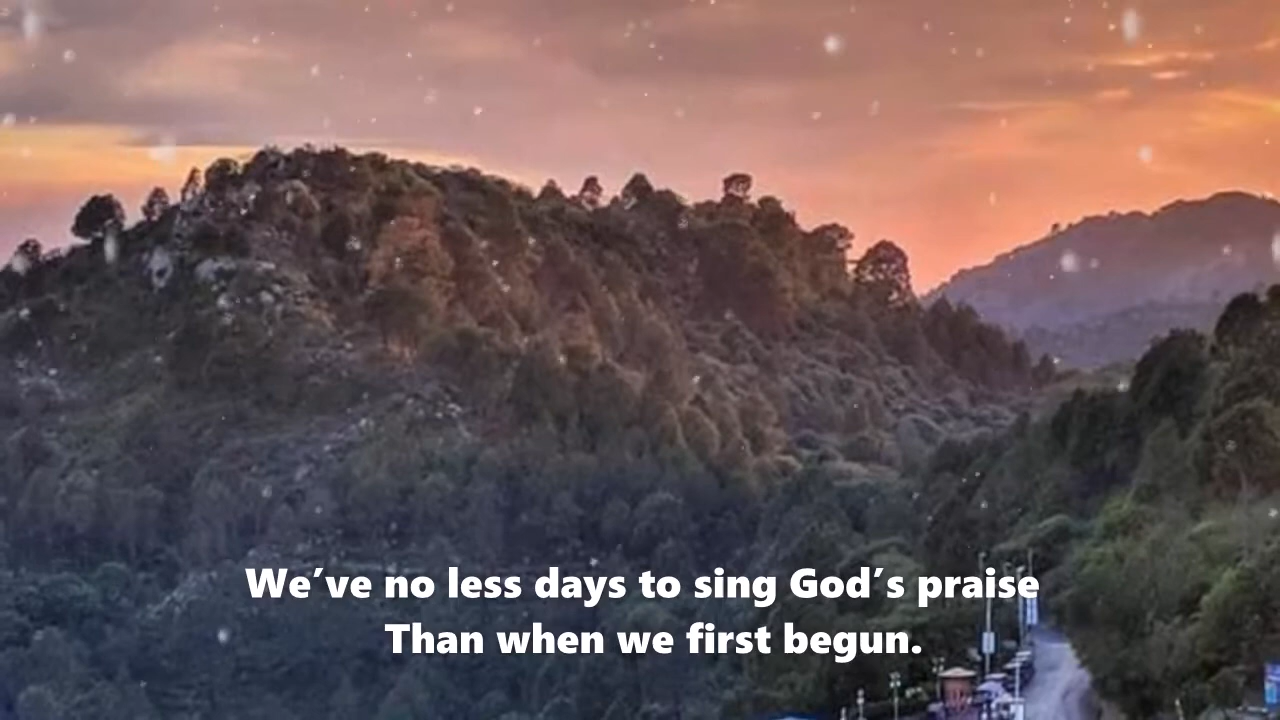 We’ve no less days to sing God’s praise
Than when we first begun.